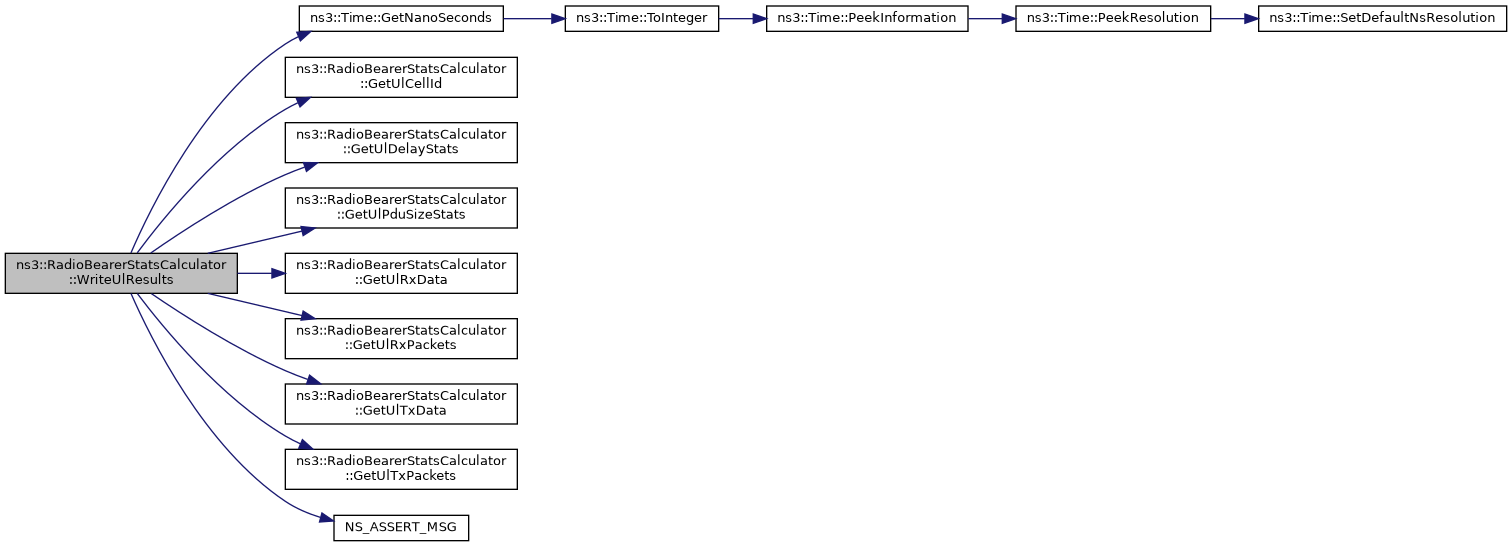 ns3::Time::GetNanoSeconds
ns3::Time::ToInteger
ns3::Time::PeekInformation
ns3::Time::PeekResolution
ns3::Time::SetDefaultNsResolution
ns3::RadioBearerStatsCalculator
::GetUlCellId
ns3::RadioBearerStatsCalculator
::GetUlDelayStats
ns3::RadioBearerStatsCalculator
::GetUlPduSizeStats
ns3::RadioBearerStatsCalculator
::WriteUlResults
ns3::RadioBearerStatsCalculator
::GetUlRxData
ns3::RadioBearerStatsCalculator
::GetUlRxPackets
ns3::RadioBearerStatsCalculator
::GetUlTxData
ns3::RadioBearerStatsCalculator
::GetUlTxPackets
NS_ASSERT_MSG